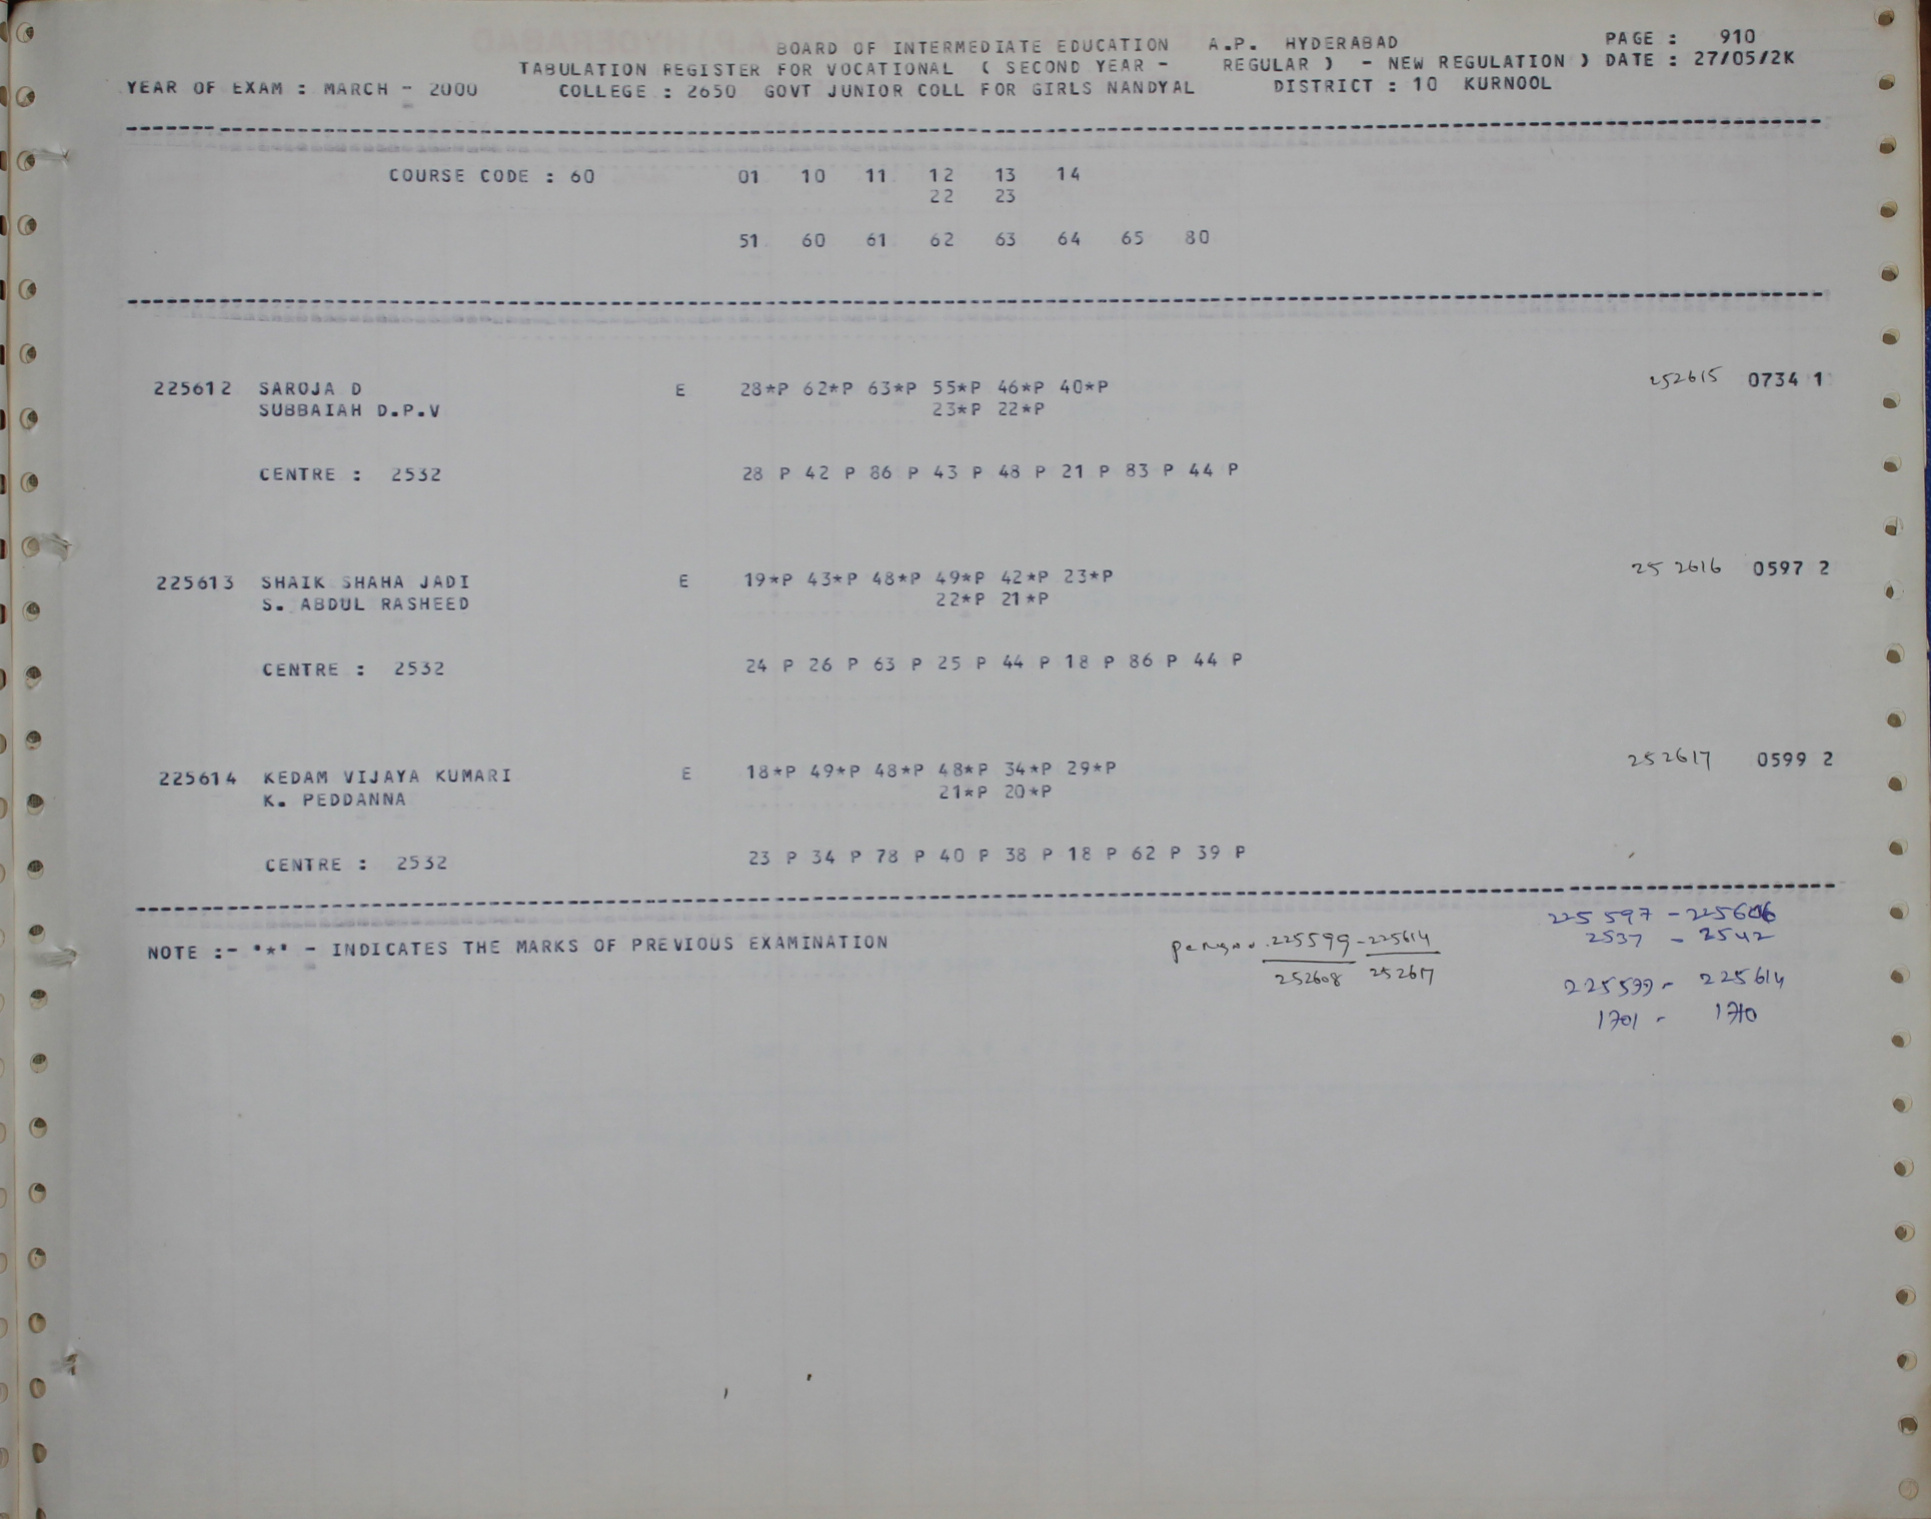 BOARD OF INTERMEDIATE EDUCATION A.P. HYDERABAD PAGE : 910
TABULATION REGISTER FOR VOCATIONAL ( SECOND YEAR - REGULAR ) - NEW REGULATION ) DATE : 27/05/2K
YEAR OF EXAM : MARCH - 2000 COLLEGE : 2650 GOVT JUNIOR COLL FOR GIRLS NANDYAL DISTRICT : 10 KURNOOL
COURSE CODE : 60 01 10 11 12 13 14
22 23
51 60 61 62 63 64 65 80
225612 SAROJA D E 28*P 62*P 63*P 55*P 46*P 40*P 252615 0734 1
SUBBAIAH D.P.V 23*P 22*P
CENTRE : 2532 28 P 42 P 86 P 43 P 48 P 21 P 83 P 44 P
225613 SHAIK SHAHA JADI E 19*P 43*P 48*P 49*P 42*P 23*P 252616 0597 2
S. ABDUL RASHEED 22*P 21*P
CENTRE : 2532 24 P 26 P 63 P 25 P 44 P 18 P 86 P 44 P
225614 KEDAM VIJAYA KUMARI E 18*P 49*P 48*P 48*P 34*P 29*P 252617 0599 2
K. PEDDANNA 21*P 20*P
CENTRE : 2532 23 P 34 P 78 P 40 P 38 P 18 P 62 P 39 P
NOTE :- '*' - INDICATES THE MARKS OF PREVIOUS EXAMINATION
225599 - 225614
252608 252617
225597 - 225606
2537 - 2542
225599 - 225614
1701 - 1710